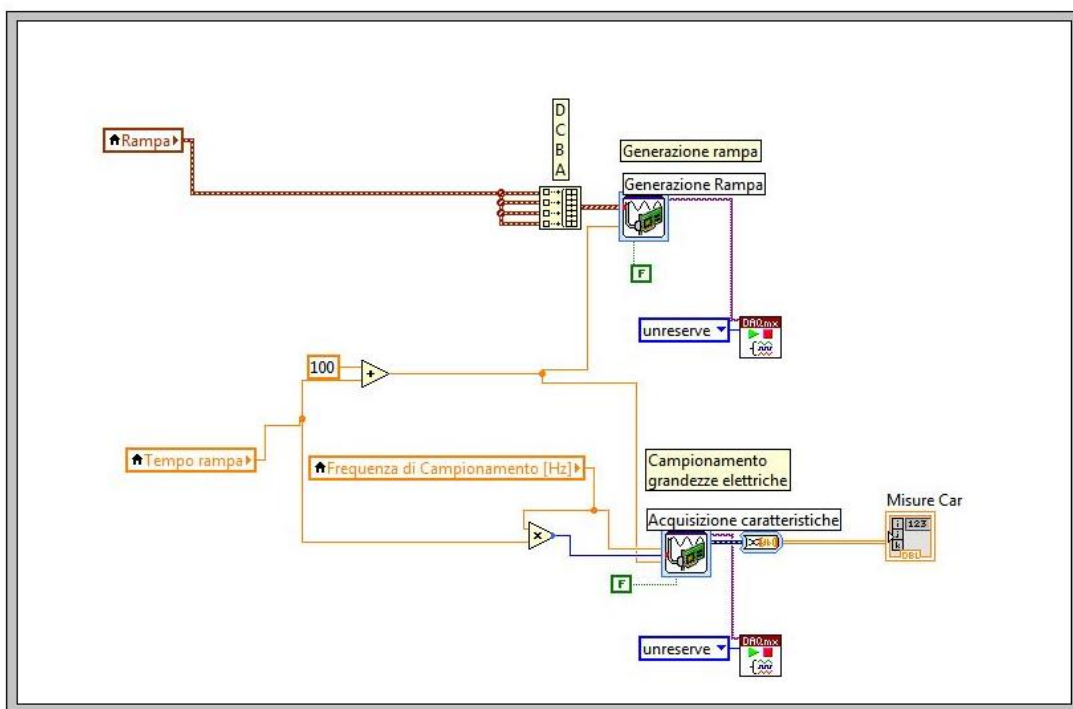 D
C
B
A
Rampa
Generazione rampa
Generazione Rampa
F
unreserve
DAQmx
100
+
Tempo rampa
Frequenza di Campionamento [Hz]
Campionamento
grandezze elettriche
Misure Car
Acquisizione caratteristiche
×
i
123
j
k
DBL
F
unreserve
DAQmx